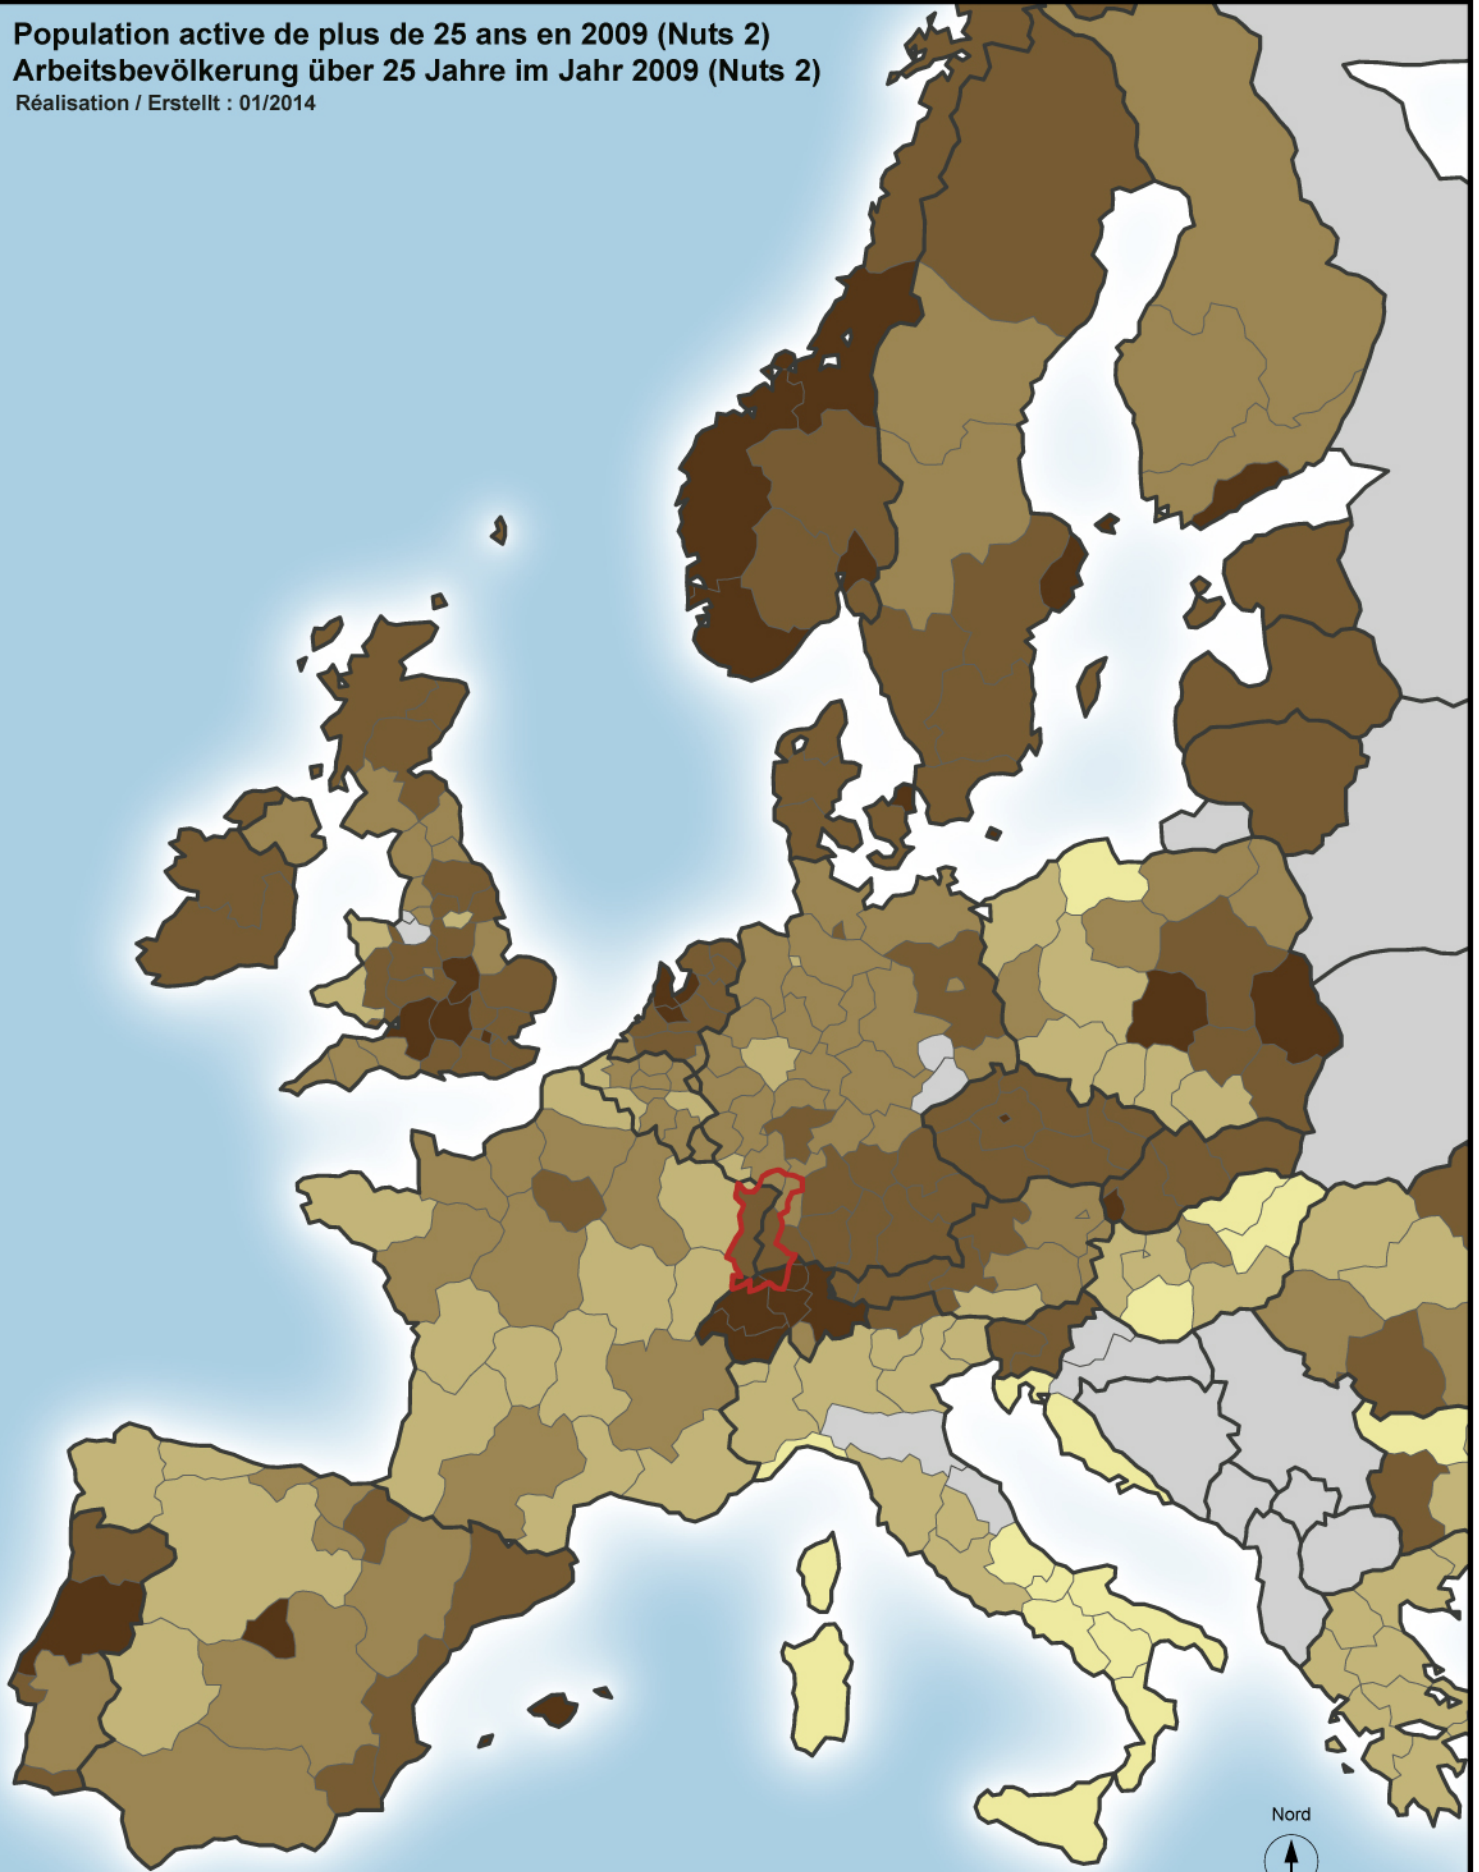 Population active de plus de 25 ans en 2009 (Nuts 2)
Arbeitsbevölkerung über 25 Jahre im Jahr 2009 (Nuts 2)
Réalisation / Erstellt : 01/2014
Nord